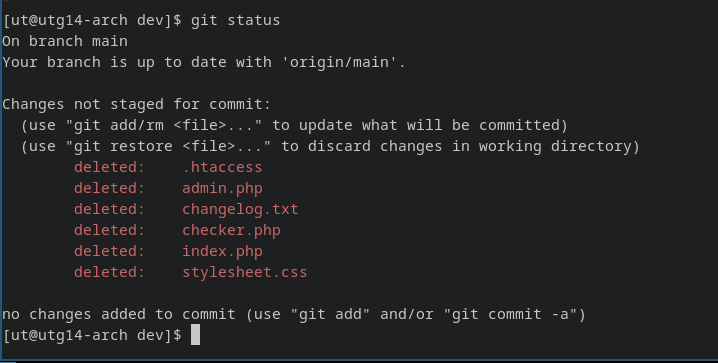 [ut@utg14-arch dev]$ git status
On branch main
Your branch is up to date with 'origin/main'.

Changes not staged for commit:
  (use "git add/rm <file>..." to update what will be committed)
  (use "git restore <file>..." to discard changes in working directory)
        deleted:    .htaccess
        deleted:    admin.php
        deleted:    changelog.txt
        deleted:    checker.php
        deleted:    index.php
        deleted:    stylesheet.css

no changes added to commit (use "git add" and/or "git commit -a")
[ut@utg14-arch dev]$